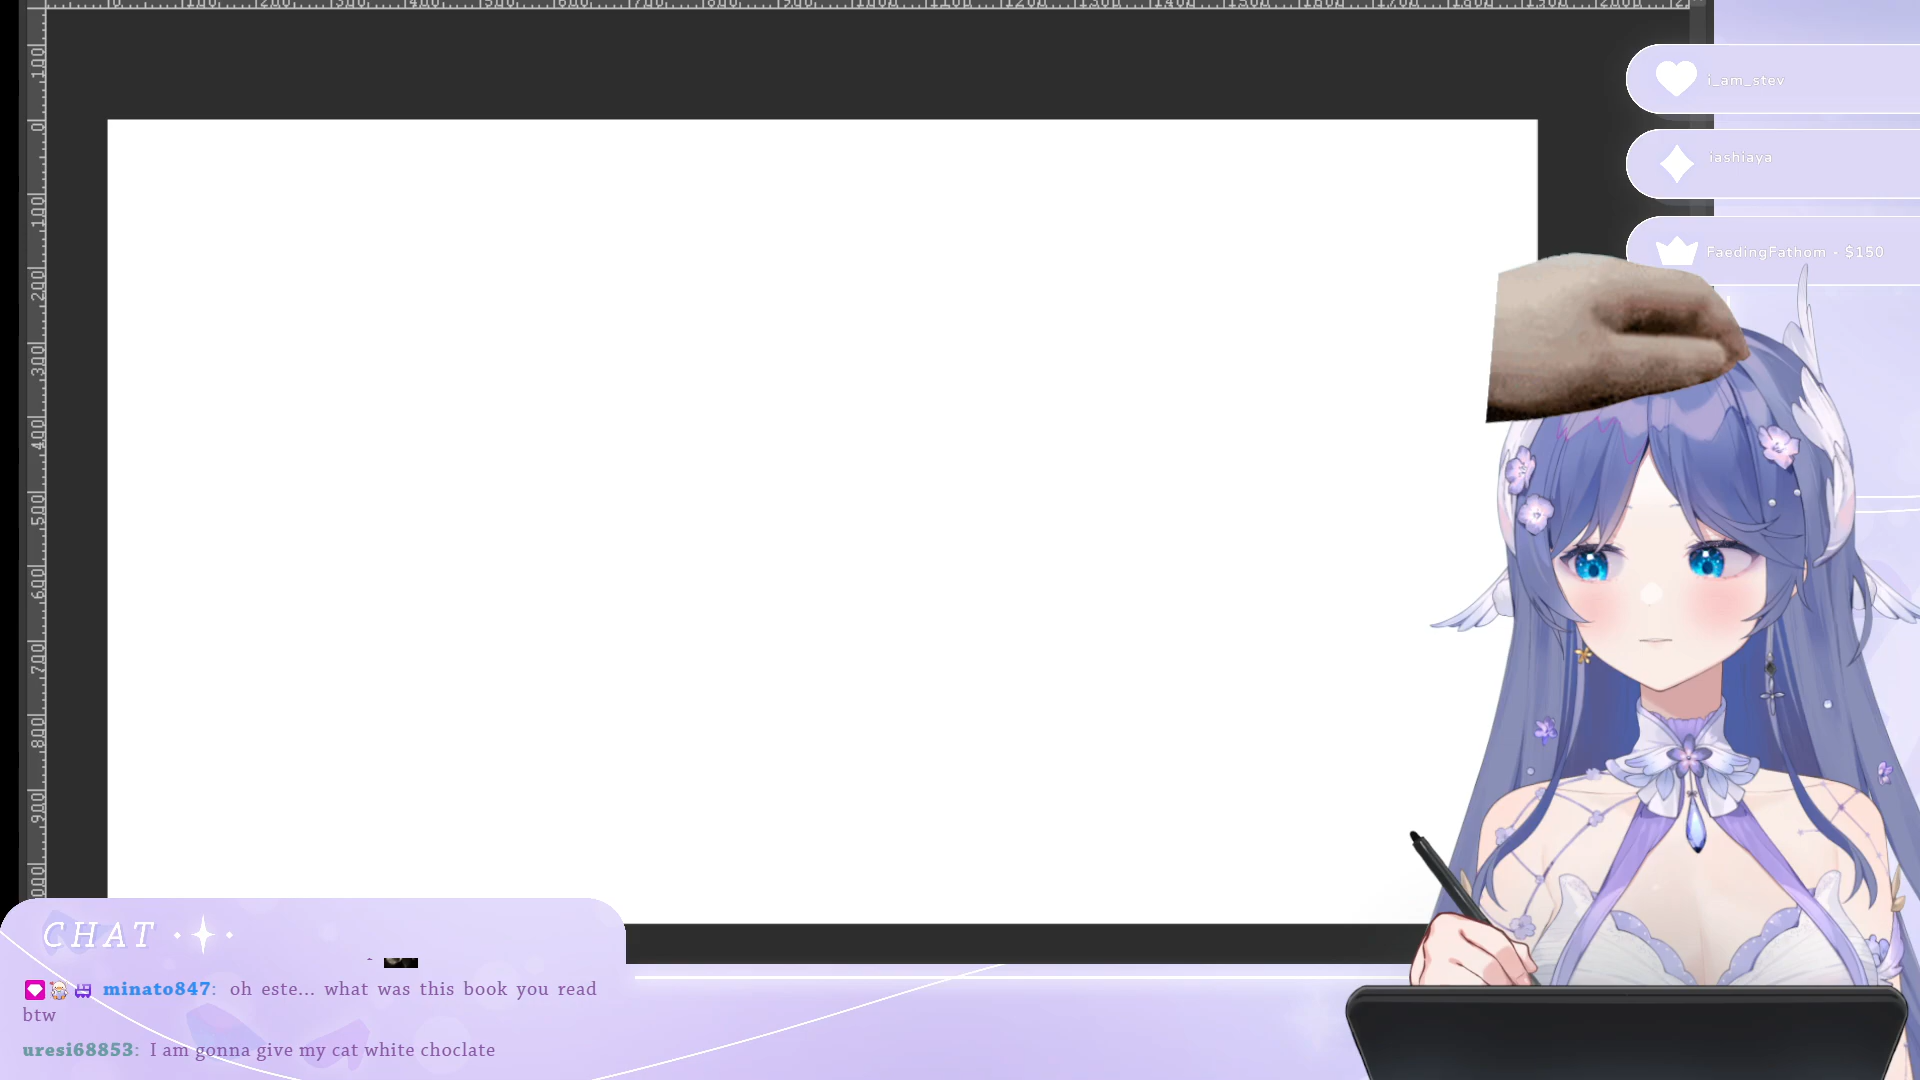 i_am_stev
iashiaya
FaedingFathom - $150
CHAT
minato847: oh este... what was this book you read
btw
uresi68853: I am gonna give my cat white choclate